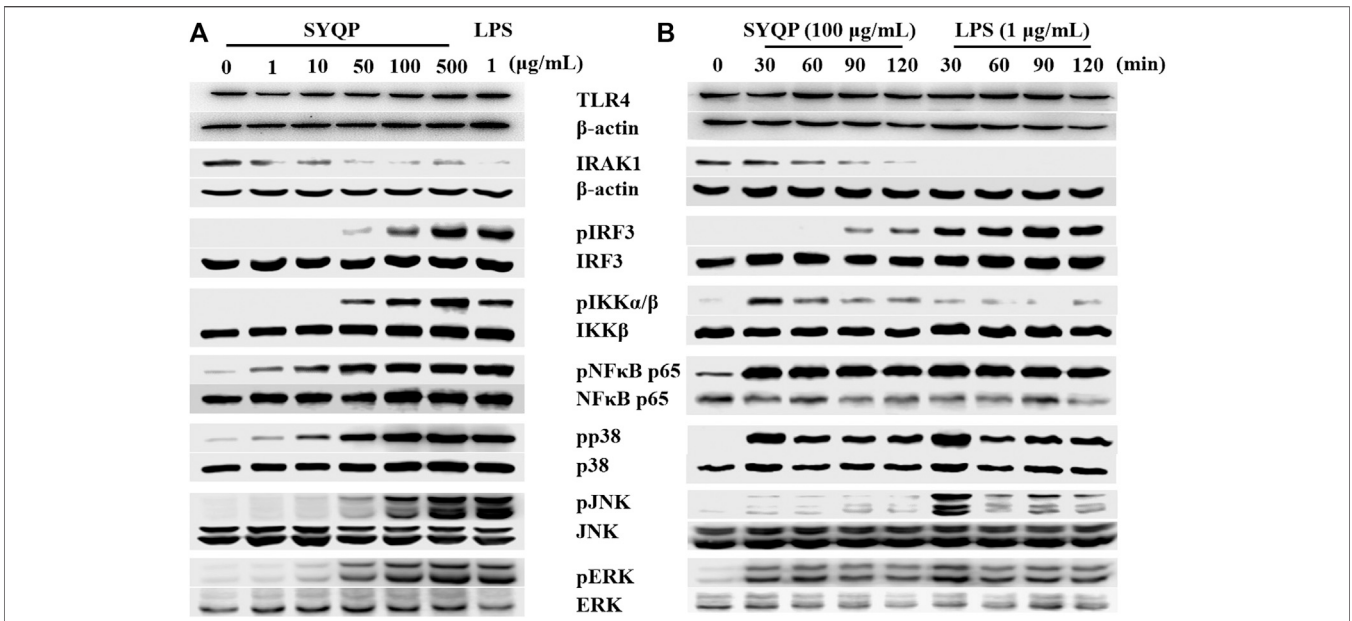 A SYQP LPS
0 1 10 50 100 500 1 (μg/mL)
B SYQP (100 μg/mL) LPS (1 μg/mL)
0 30 60 90 120 30 60 90 120 (min)
TLR4
β-actin
IRAK1
β-actin
pIRF3
IRF3
pIKKα/β
IKKβ
pNFκB p65
NFκB p65
pp38
p38
pJNK
JNK
pERK
ERK